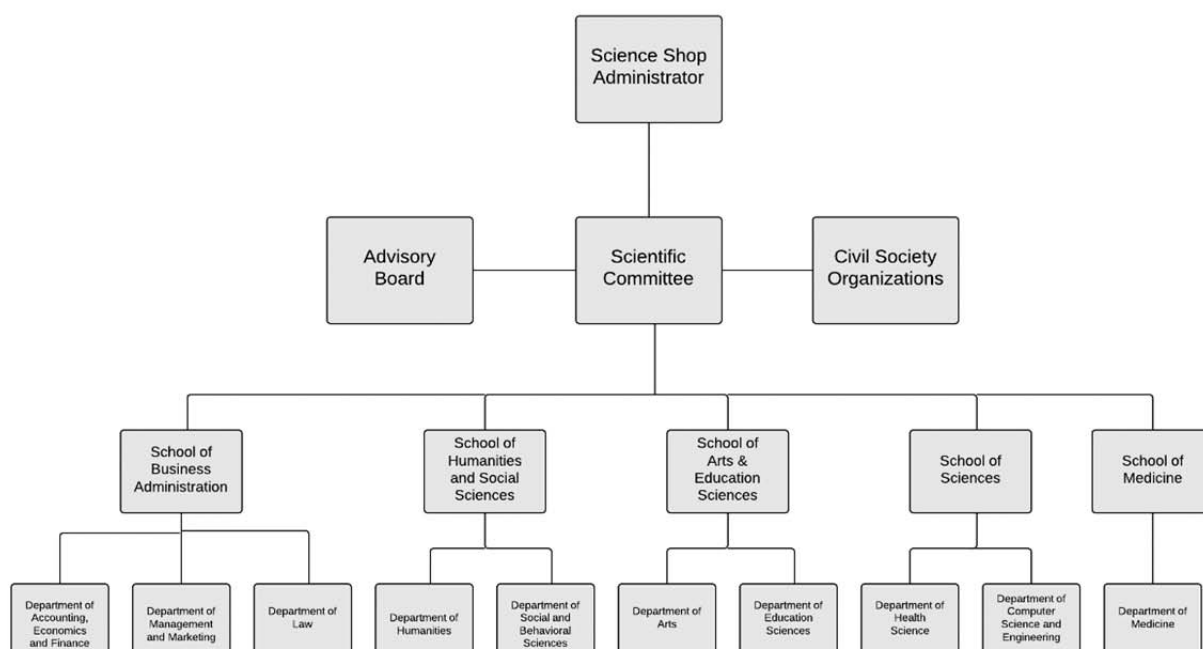 Science Shop
Administrator
Advisory
Board
Scientific
Committee
Civil Society
Organizations
School of
Business
Administration
School of
Humanities
and Social
Sciences
School of
Arts &
Education
Sciences
School of
Sciences
School of
Medicine
Department of
Accounting,
Economics
and Finance
Department of
Management
and Marketing
Department of
Law
Department of
Humanities
Department of
Social and
Behavioral
Sciences
Department of
Arts
Department of
Education
Sciences
Department of
Health
Science
Department of
Computer
Science and
Engineering
Department of
Medicine